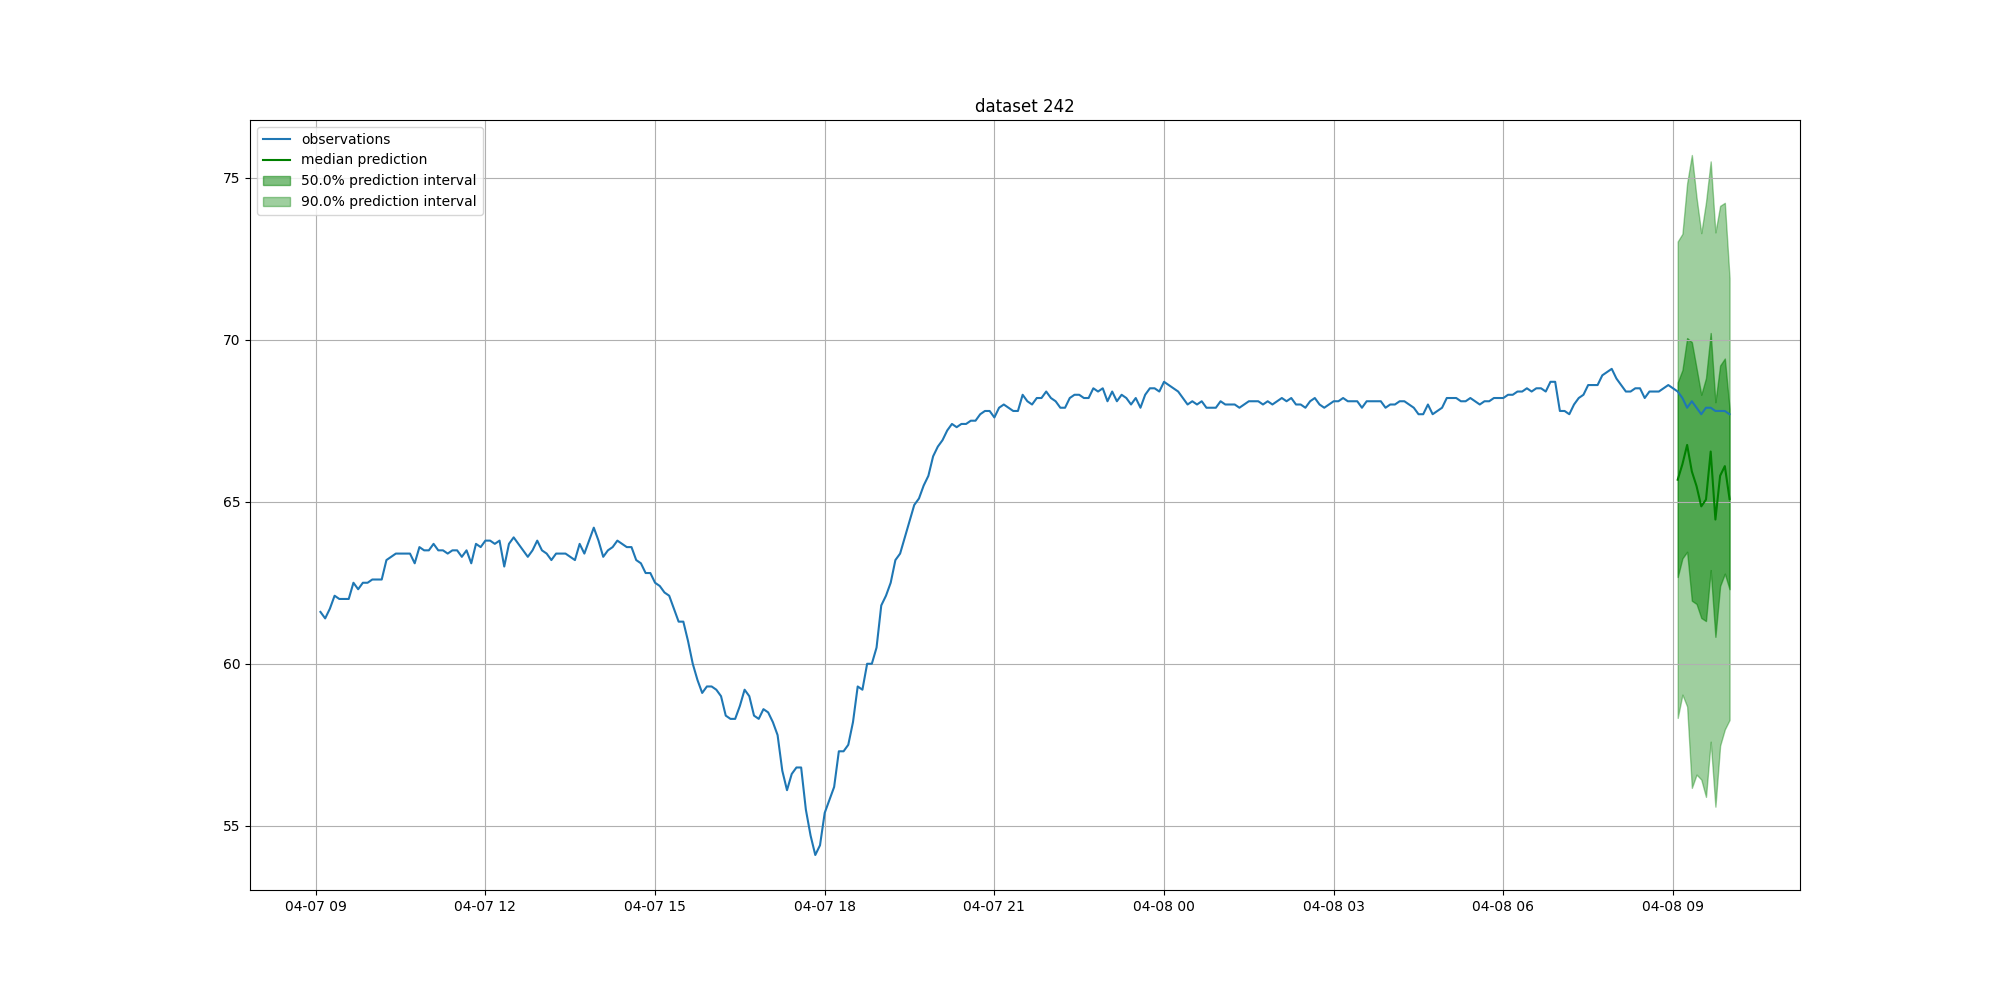 dataset 242
observations
median prediction
50.0% prediction interval
90.0% prediction interval
75
70
65
60
55
04-07 09
04-07 12
04-07 15
04-07 18
04-07 21
04-08 00
04-08 03
04-08 06
04-08 09